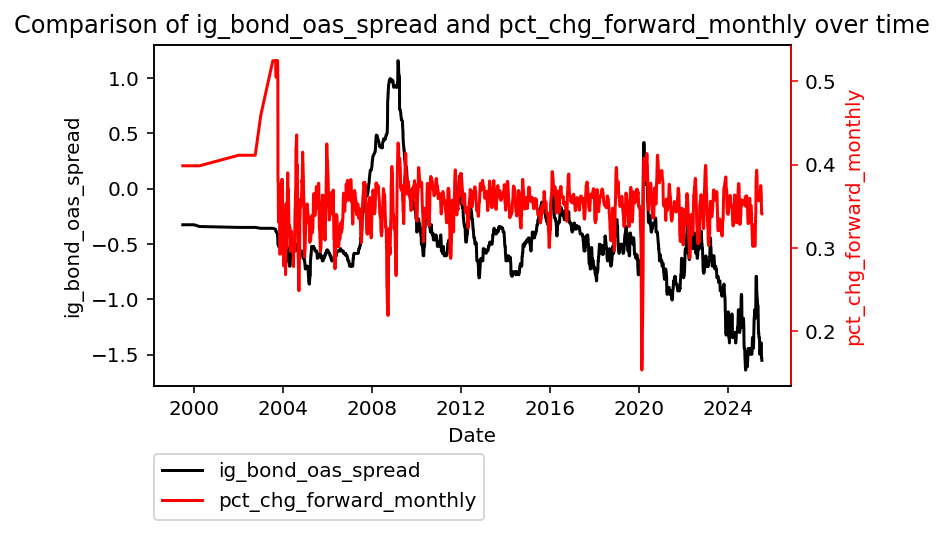 Comparison of ig_bond_oas_spread and pct_chg_forward_monthly over time
ig_bond_oas_spread
1.0
0.5
0.0
−0.5
−1.0
−1.5
0.5
0.4
0.3
0.2
pct_chg_forward_monthly
2000 2004 2008 2012 2016 2020 2024
Date
ig_bond_oas_spread
pct_chg_forward_monthly